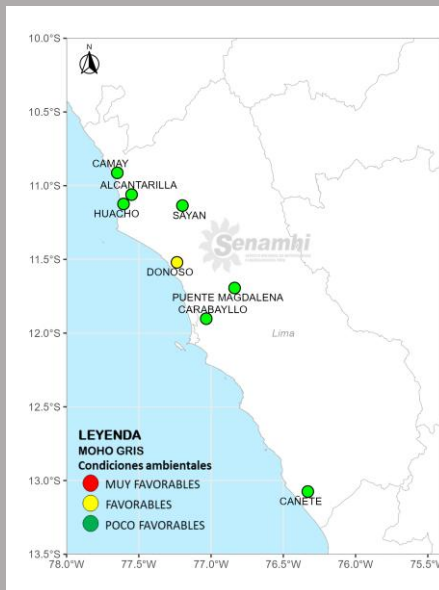 10.0°S
N
10.5°S
CAMAY
11.0°S
ALCANTARILLA
HUACHO
SAYAN
Senamhi
11.5°S
DONOSO
PUENTE MAGDALENA
CARABAYLLO
12.0°S
Lima
12.5°S
LEYENDA
MOHO GRIS
Condiciones ambientales
13.0°S
MUY FAVORABLES
FAVORABLES
CAÑETE
POCO FAVORABLES
13.5°S
78.0°W 77.5°W 77.0°W 76.5°W 76.0°W 75.5°W